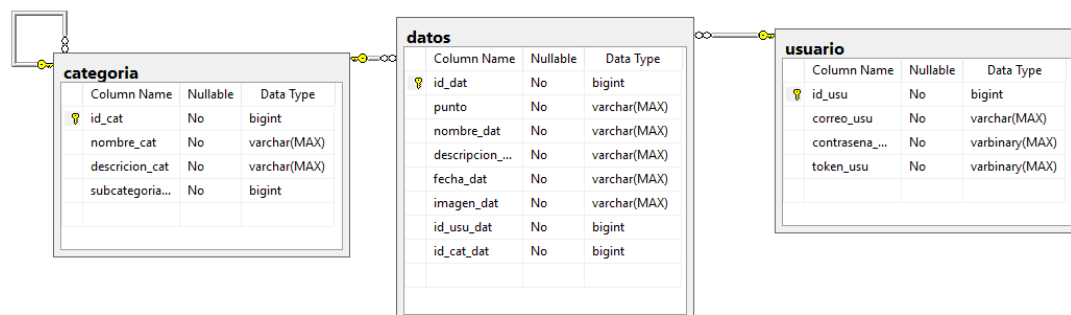 categoria
Column Name Nullable Data Type
id_cat No bigint
nombre_cat No varchar(MAX)
descricion_cat No varchar(MAX)
subcategoria... No bigint
datos
Column Name Nullable Data Type
id_dat No bigint
punto No varchar(MAX)
nombre_dat No varchar(MAX)
descripcion_... No varchar(MAX)
fecha_dat No varchar(MAX)
imagen_dat No varchar(MAX)
id_usu_dat No bigint
id_cat_dat No bigint
usuario
Column Name Nullable Data Type
id_usu No bigint
correo_usu No varchar(MAX)
contrasena_... No varbinary(MAX)
token_usu No varbinary(MAX)